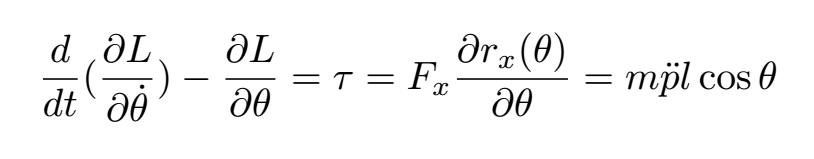 \frac{d}{dt}(\frac{\partial L}{\partial \dot{\theta}}) - \frac{\partial L}{\partial \theta} = \tau = F_x \frac{\partial r_x(\theta)}{\partial \theta} = m\ddot{p}l\cos\theta